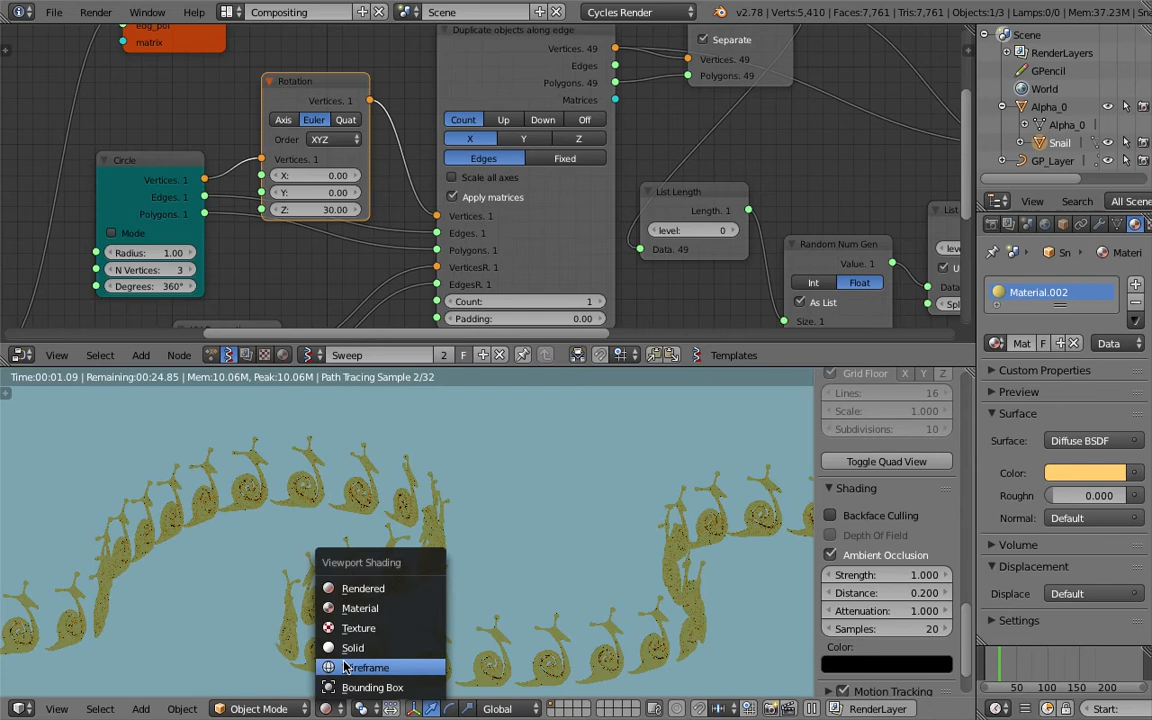 File
Render
Window
Help
Compositing
Scene
Cycles Render
v2.78 | Verts:5,410 | Faces:7,761 | Tris:7,761 | Objects:1/3 | Lamps:0/0 | Mem:37.23M | Sna
matrix
Rotation
Vertices. 1
Axis
Euler
Quat
Order
XYZ
Vertices. 1
X: 0.00
Y: 0.00
Z: 30.00
Circle
Vertices. 1
Edges. 1
Polygons. 1
Mode
Radius: 1.00
N Vertices: 3
Degrees: 360°
Duplicate objects along edge
Vertices. 49
Edges
Polygons. 49
Matrices
Count
Up
Down
Off
X
Y
Z
Edges
Fixed
Scale all axes
Apply matrices
Vertices. 1
Edges. 1
Polygons. 1
VerticesR. 1
EdgesR. 1
Count: 1
Padding: 0.00
Separate
Vertices. 49
Polygons. 49
List Length
Length. 1
level: 0
Data. 49
Random Num Gen
Value. 1
Int
Float
As List
Size. 1
List
leve
U
Data
Spl
Scene
RenderLayers
GPencil
World
Alpha_0
Alpha_0
Snail
GP_Layer
View
Search
All Scene
Sn
Materi
Material.002
Mat
F
Data
Custom Properties
Preview
Surface
Surface: Diffuse BSDF
Color:
Roughn 0.000
Normal: Default
Volume
Displacement
Displace Default
Settings
View
Select
Add
Node
Sweep
2
F
Templates
Time:00:01.09 | Remaining:00:24.85 | Mem:10.06M, Peak:10.06M | Path Tracing Sample 2/32
Viewport Shading
Rendered
Material
Texture
Solid
Bounding Box
Grid Floor X Y Z
Lines: 16
Scale: 1.000
Subdivisions: 10
Toggle Quad View
Shading
Backface Culling
Depth Of Field
Ambient Occlusion
Strength: 1.000
Distance: 0.200
Attenuation: 1.000
Samples: 20
Color:
Motion Tracking
View
Select
Add
Object
Object Mode
Global
RenderLayer
50 100 150 200
Start: